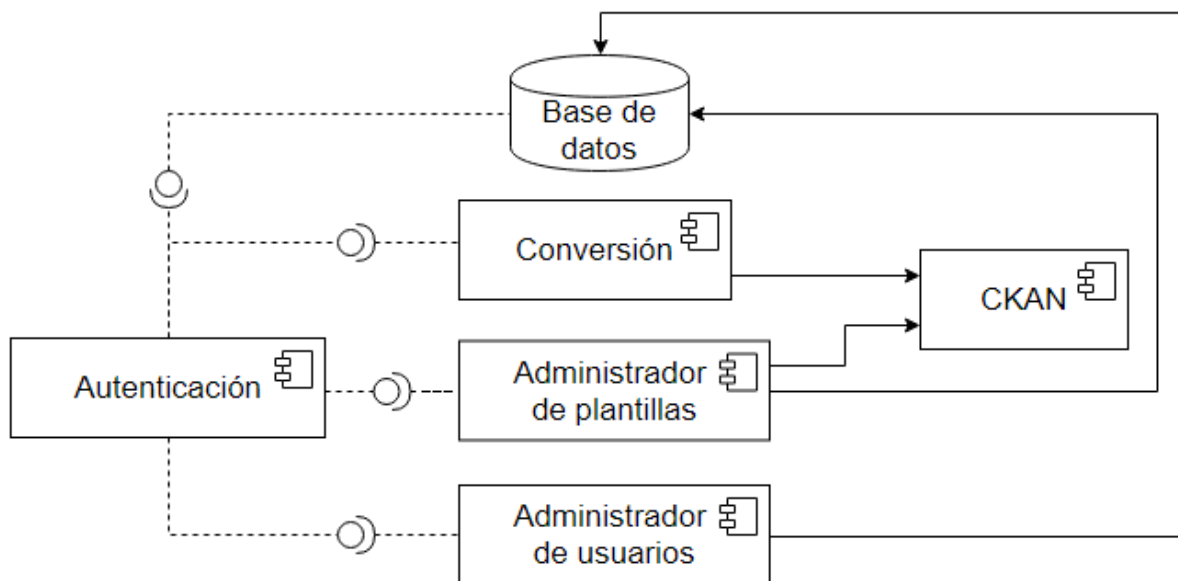 Base de
datos
Conversión
CKAN
Autenticación
Administrador
de plantillas
Administrador
de usuarios